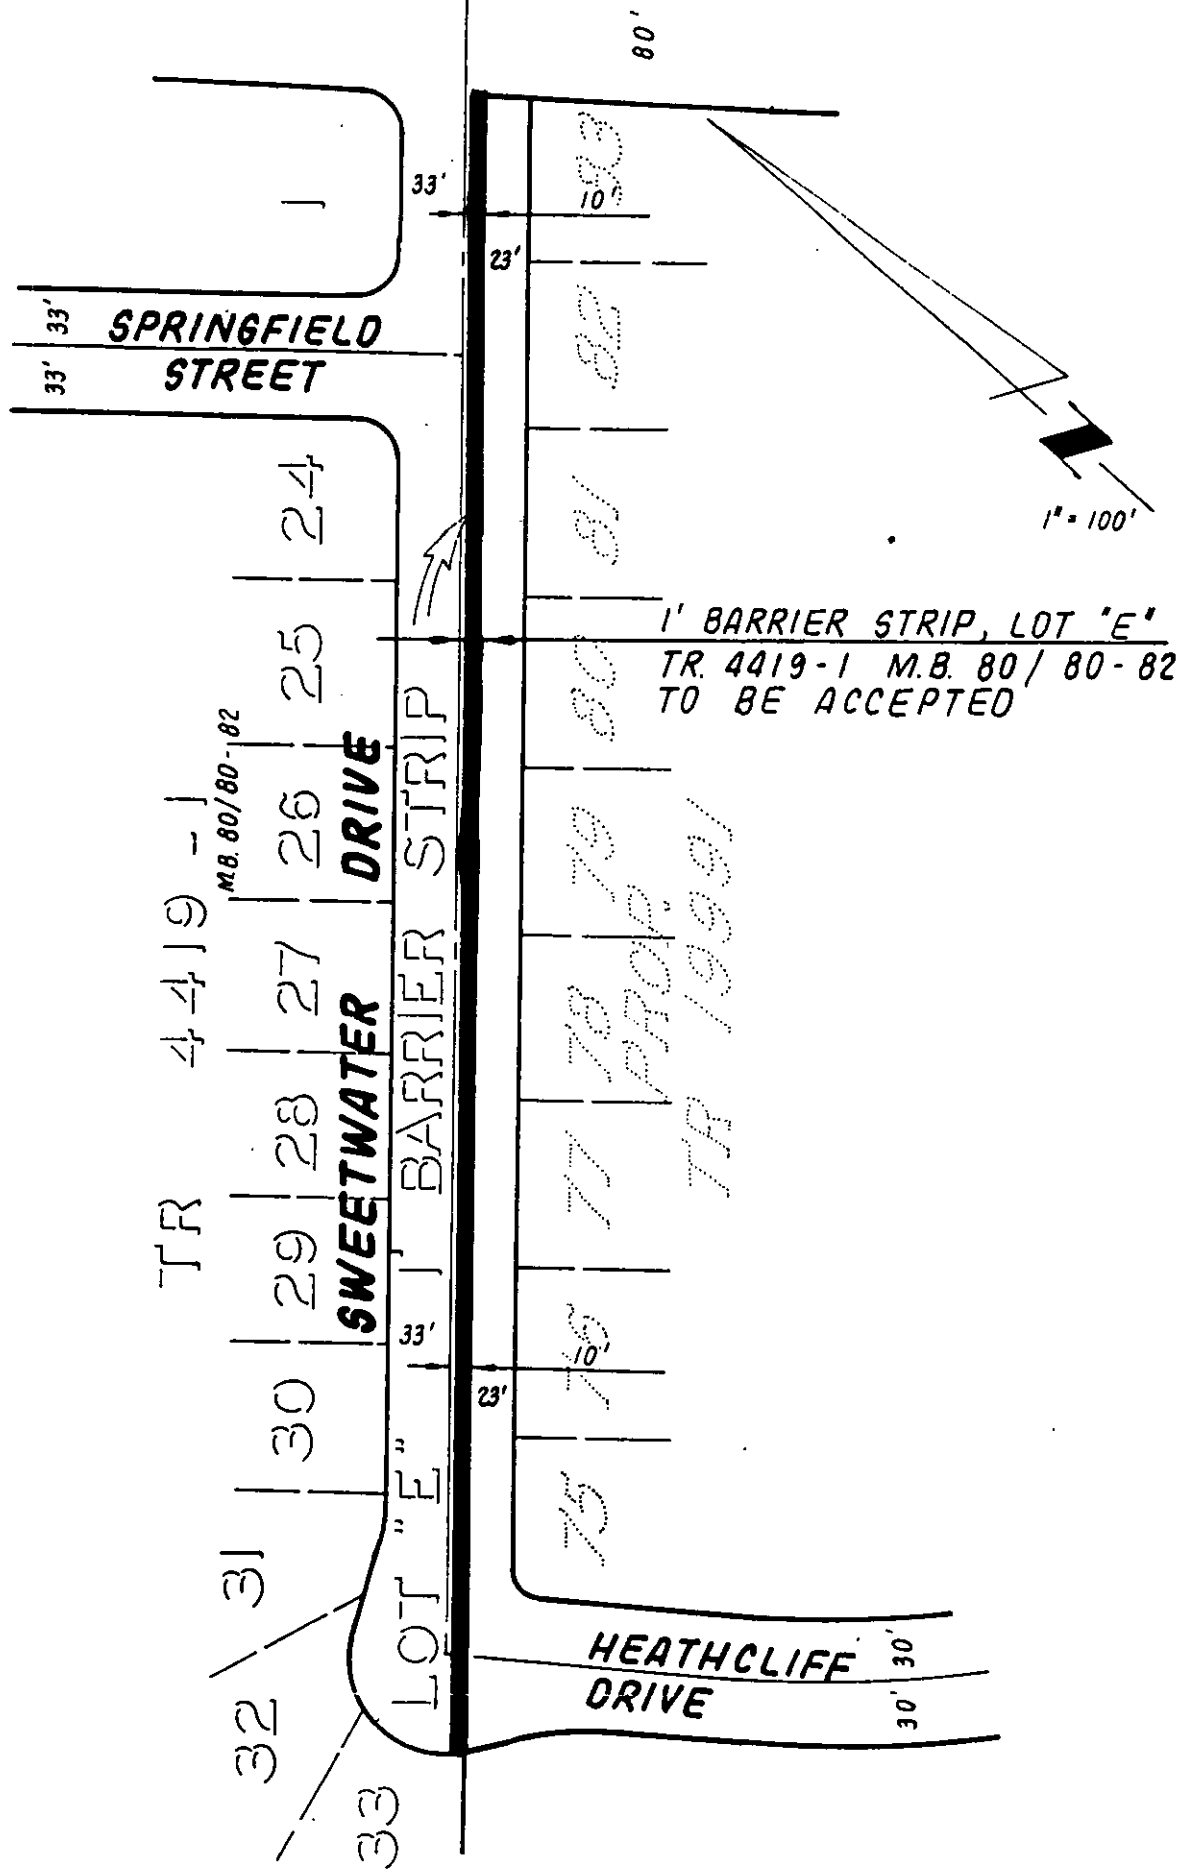 80'
33'
10'
83
1
23'
33'
SPRINGFIELD
33'
STREET
82
24
81
1" = 100'
1' BARRIER STRIP, LOT "E"
TR. 4419-1 M.B. 80/80-82
TO BE ACCEPTED
25
80
26
79
27
78
28
77
29
76
30
75
31
32
33
TR 4419-1
M.B. 80/80-82
SWEETWATER DRIVE
LOT "E" 1' BARRIER STRIP
PROP.
TR 19991
33'
10'
23'
HEATHCLIFF
DRIVE
30'
30'